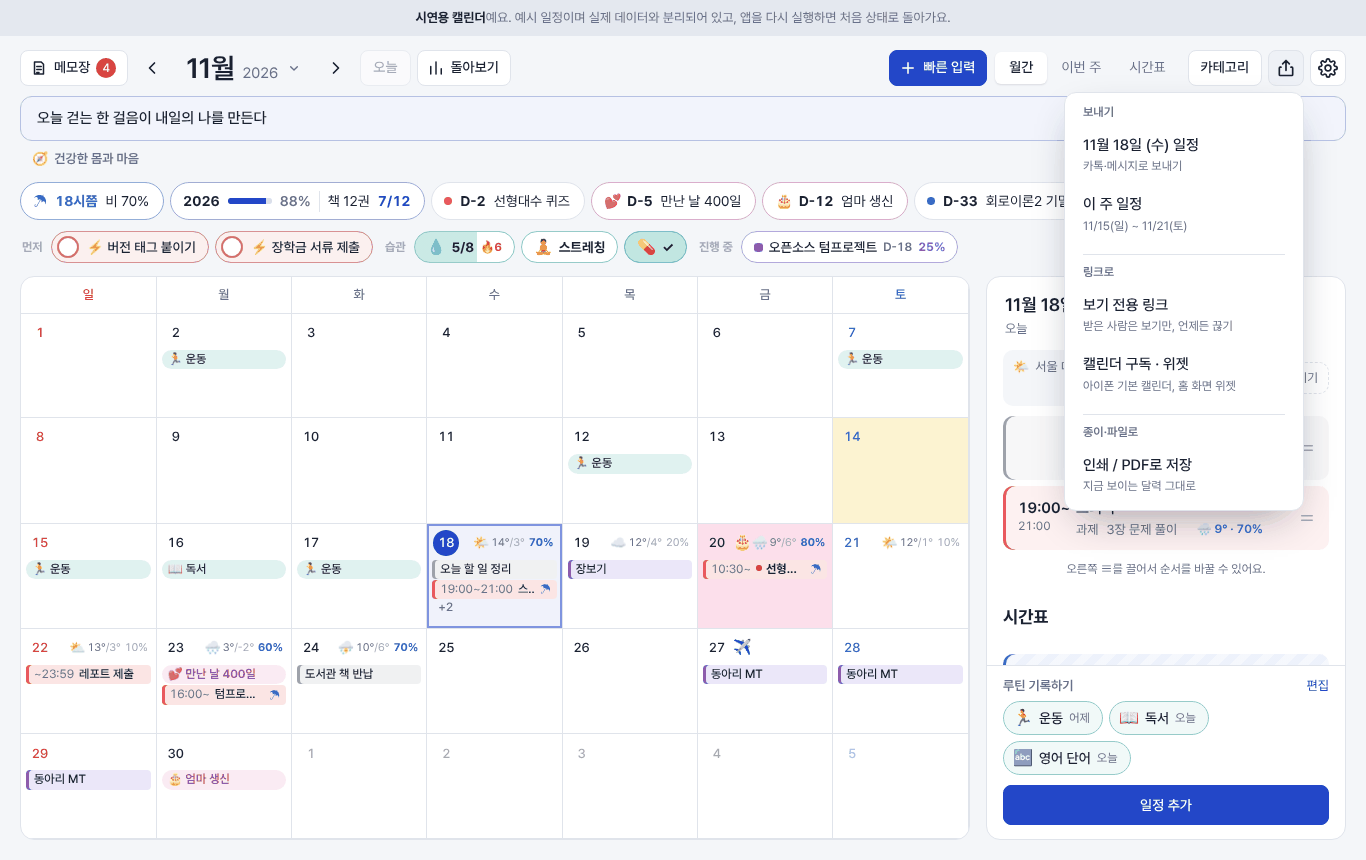 시연용 캘린더예요. 예시 일정이며 실제 데이터와 분리되어 있고, 앱을 다시 실행하면 처음 상태로 돌아가요.
메모장 4 11월 2026 오늘 돌아보기 + 빠른 입력 월간 이번 주 시간표 카테고리
오늘 걷는 한 걸음이 내일의 나를 만든다
🧭 건강한 몸과 마음
18시쯤 비 70% 2026 88% 책 12권 7/12 D-2 선형대수 퀴즈 D-5 만난 날 400일 D-12 엄마 생신 D-33 회로이론2
먼저 ⚡ 버전 태그 붙이기 ⚡ 장학금 서류 제출 습관 💧 5/8 🔥6 스트레칭 💊 ✓ 진행 중 오픈소스 텀프로젝트 D-18 25%
보내기
11월 18일 (수) 일정
카톡·메시지로 보내기
이 주 일정
11/15(일) ~ 11/21(토)
링크로
보기 전용 링크
받은 사람은 보기만, 언제든 끊기
캘린더 구독 · 위젯
아이폰 기본 캘린더, 홈 화면 위젯
종이·파일로
인쇄 / PDF로 저장
지금 보이는 달력 그대로
일 월 화 수 목 금 토
1 2 3 4 5 6 7
운동 운동
8 9 10 11 12 13 14
운동
15 16 17 18 14°/3° 70% 19 12°/4° 20% 20 9°/6° 80% 21 12°/1° 10%
운동 독서 운동 오늘 할 일 정리 장보기 10:30~ 선형...
19:00~21:00 스..
+2
22 13°/3° 10% 23 3°/-2° 60% 24 10°/6° 70% 25 26 27 28
~23:59 레포트 제출 만난 날 400일 도서관 책 반납 동아리 MT 동아리 MT
16:00~ 텀프로...
29 30 1 2 3 4 5
동아리 MT 엄마 생신
11월 18일
오늘
서울
19:00~
21:00
과제 3장 문제 풀이 9° · 70%
오른쪽 ≡를 끌어서 순서를 바꿀 수 있어요.
시간표
루틴 기록하기 편집
운동 어제 독서 오늘
abc 영어 단어 오늘
일정 추가